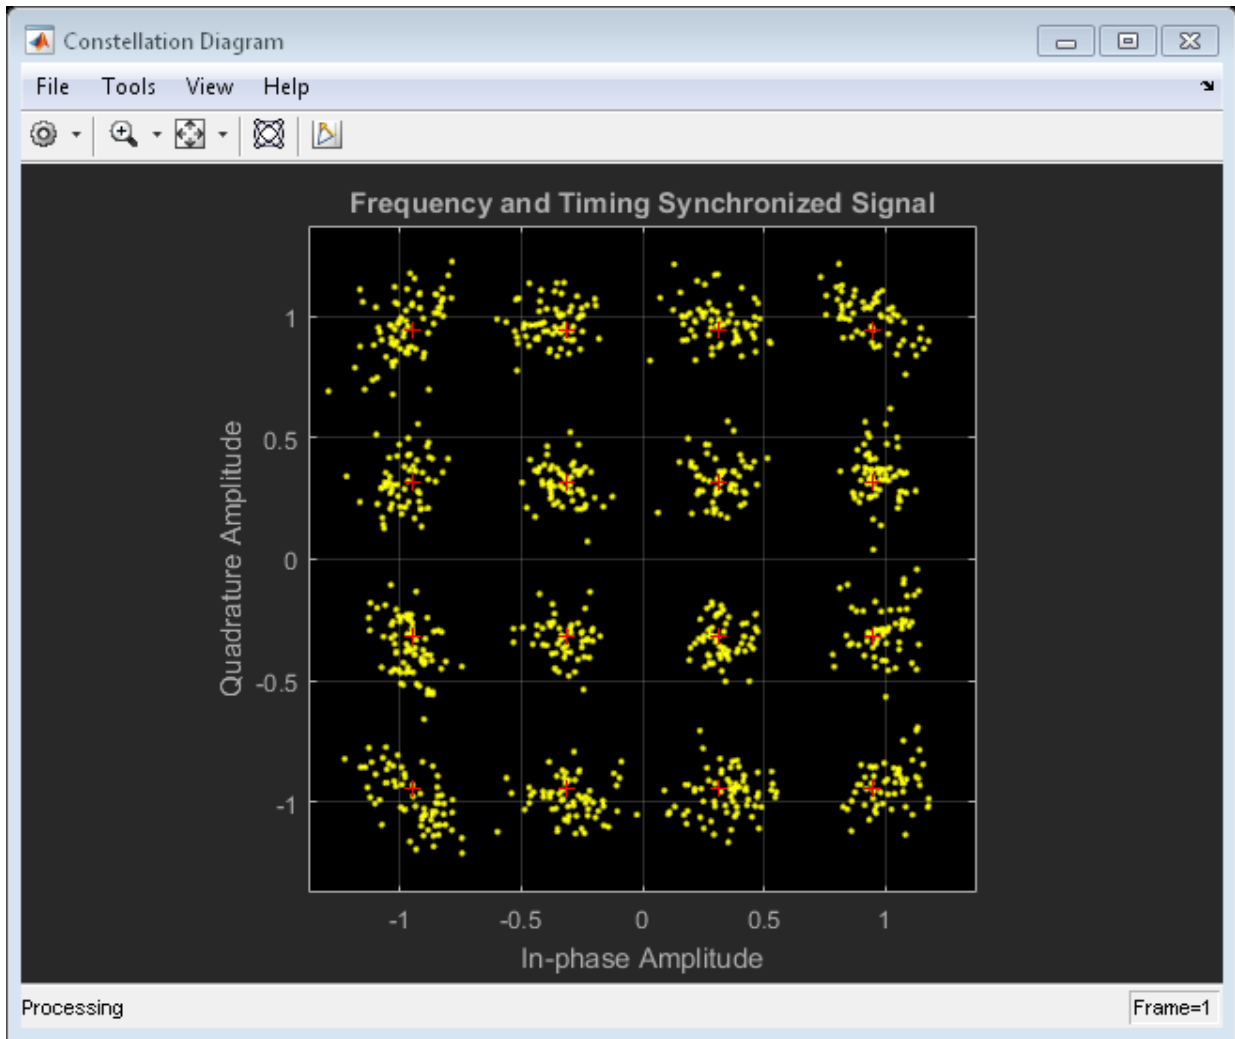 Constellation Diagram
File Tools View Help
Frequency and Timing Synchronized Signal
Quadrature Amplitude
1
0.5
0
-0.5
-1
-1 -0.5 0 0.5 1
In-phase Amplitude
Processing Frame=1